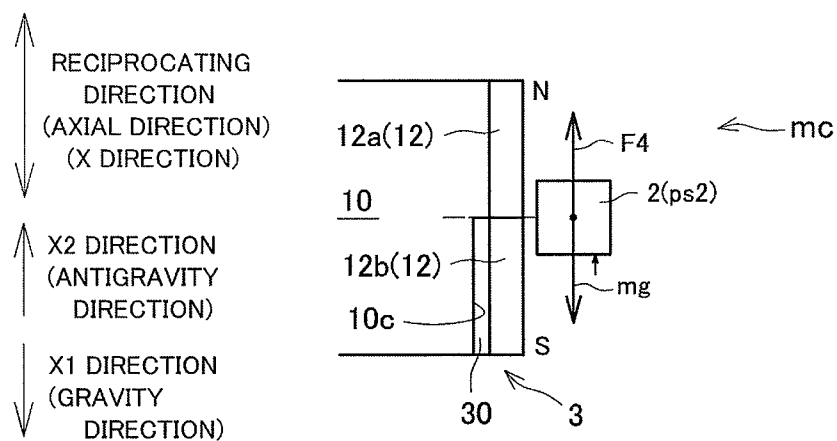 RECIPROCATING
DIRECTION
(AXIAL DIRECTION)
(X DIRECTION)
X2 DIRECTION
(ANTIGRAVITY
DIRECTION)
X1 DIRECTION
(GRAVITY
DIRECTION)
N
12a(12)
F4
mc
10
2(ps2)
12b(12)
mg
10c
S
30
3